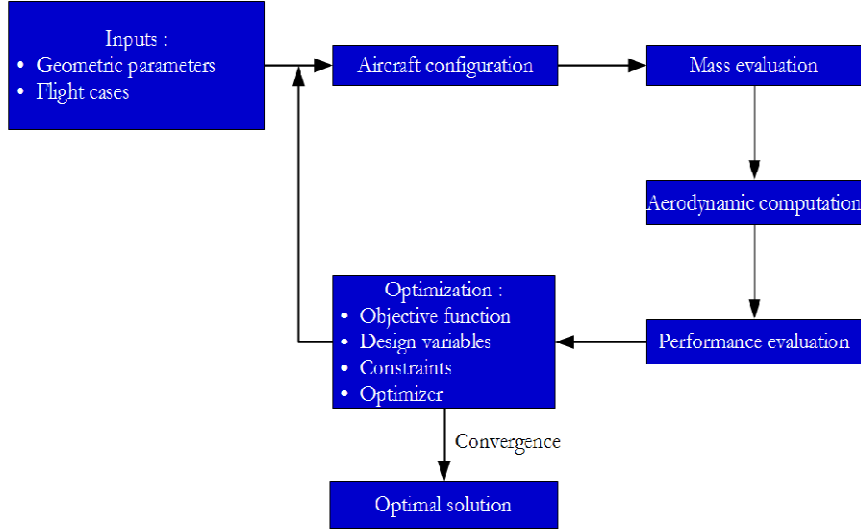 Inputs :
• Geometric parameters
• Flight cases
Aircraft configuration
Mass evaluation
Aerodynamic computation
Performance evaluation
Optimization :
• Objective function
• Design variables
• Constraints
• Optimizer
Convergence
Optimal solution